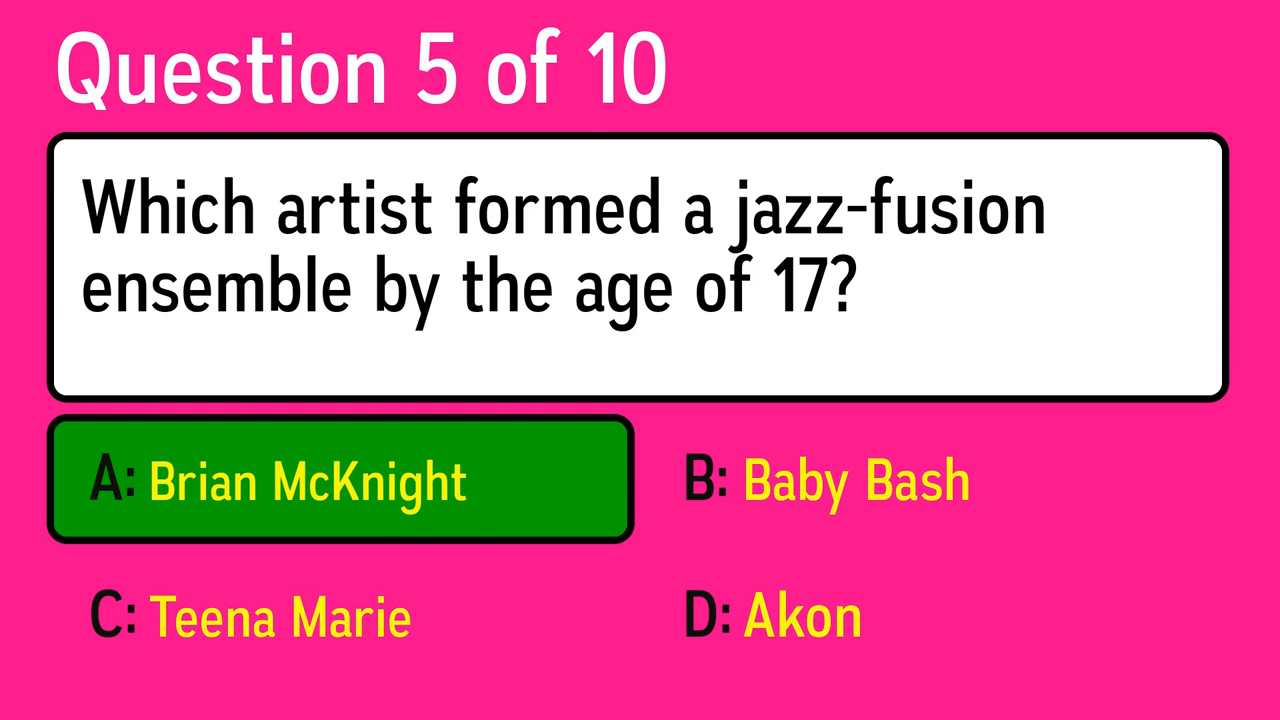 Question 5 of 10
Which artist formed a jazz-fusion
ensemble by the age of 17?
A: Brian McKnight
B: Baby Bash
C: Teena Marie
D: Akon